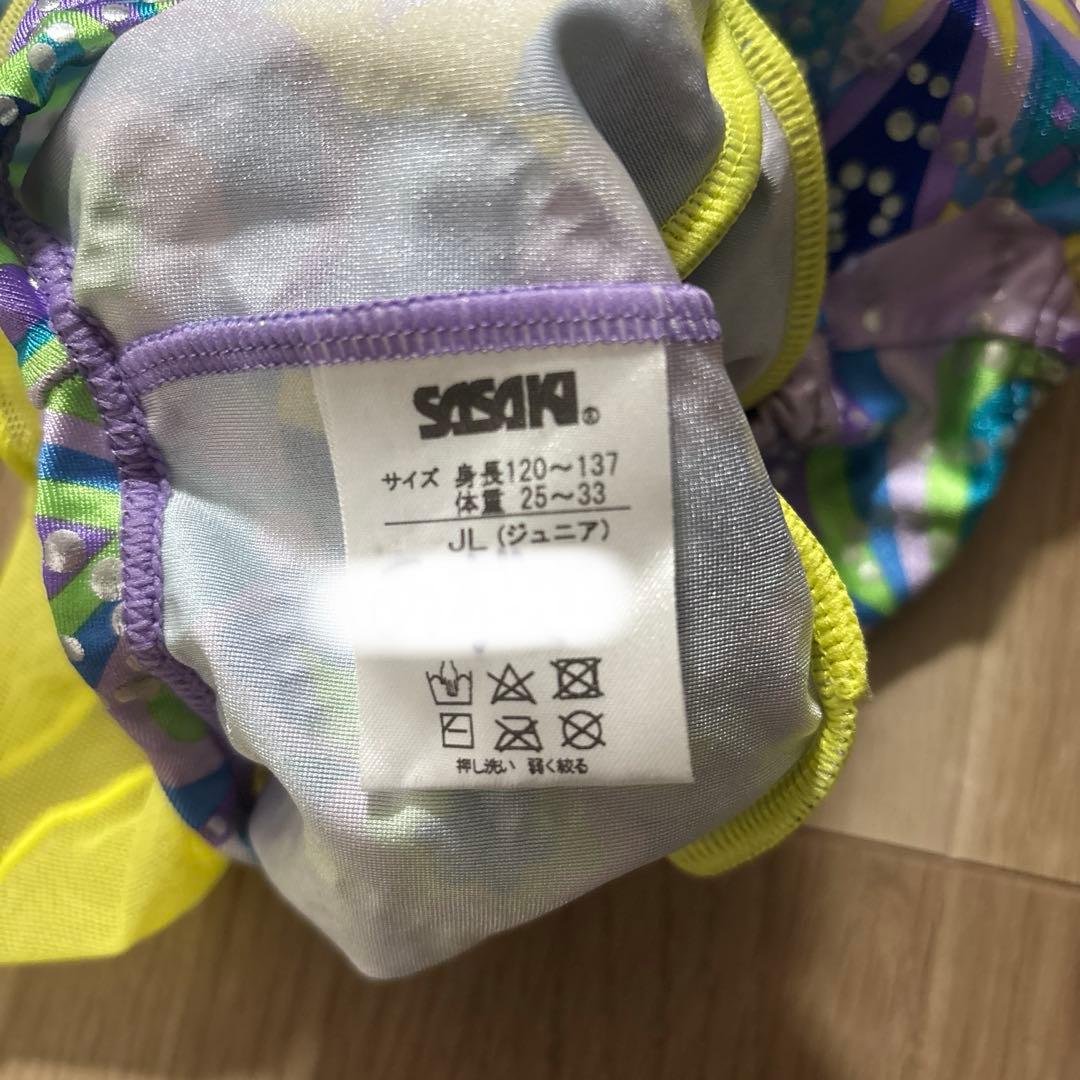 SASAKI®
サイズ 身長120～137
体重 25～33
JL（ジュニア）
押し洗い 弱く絞る